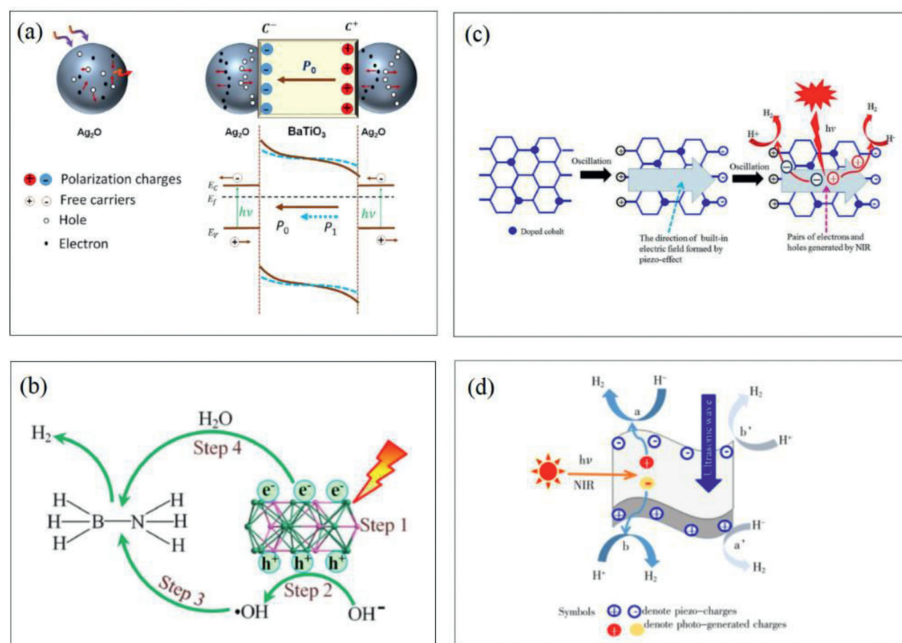 (a)
C⁻
C⁺
P₀
Ag₂O
Ag₂O
BaTiO₃
Ag₂O
Polarization charges
Free carriers
Hole
Electron
E_C
E_f
E_V
hν
P₀
P₁
hν
(c)
Oscillation
Oscillation
hν
H₂
H+
H₂
H⁻
Doped cobalt
The direction of built-in
electric field formed by
piezo-effect
Pairs of electrons and
holes generated by NIR
(b)
H₂
H₂O
Step 4
e⁻ e⁻ e⁻
Step 1
H H
H B N H
H H
h⁺ h⁺ h⁺
Step 2
Step 3
•OH
OH⁻
(d)
H₂
H⁻
a
H₂
b'
H⁺
Ultrasonic wave
hν
NIR
b
H⁺
H₂
H⁻
a'
H₂
Symbols
denote piezo-charges
denote photo-generated charges